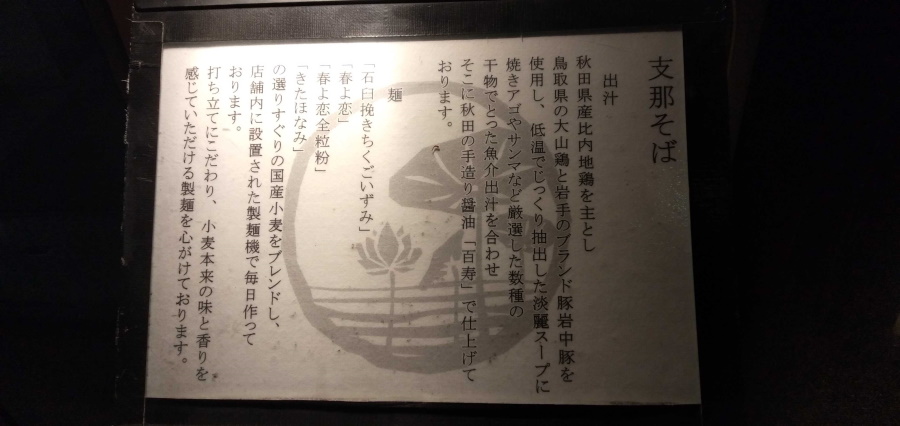 支那そば
出汁
秋田県産比内地鶏を主とし
鳥取県の大山鶏と岩手のブランド豚岩中豚を
使用し、低温でじっくり抽出した淡麗スープに
焼きアゴやサンマなど厳選した数種の
干物でとった魚介出汁を合わせ
そこに秋田の手造り醤油「百寿」で仕上げて
おります。
麺
「石臼挽きちくごいずみ」
「春よ恋」
「春よ恋全粒粉」
「きたほなみ」
の選りすぐりの国産小麦をブレンドし、
店舗内に設置された製麺機で毎日作って
おります。
打ち立てにこだわり、小麦本来の味と香りを
感じていただける製麺を心がけております。